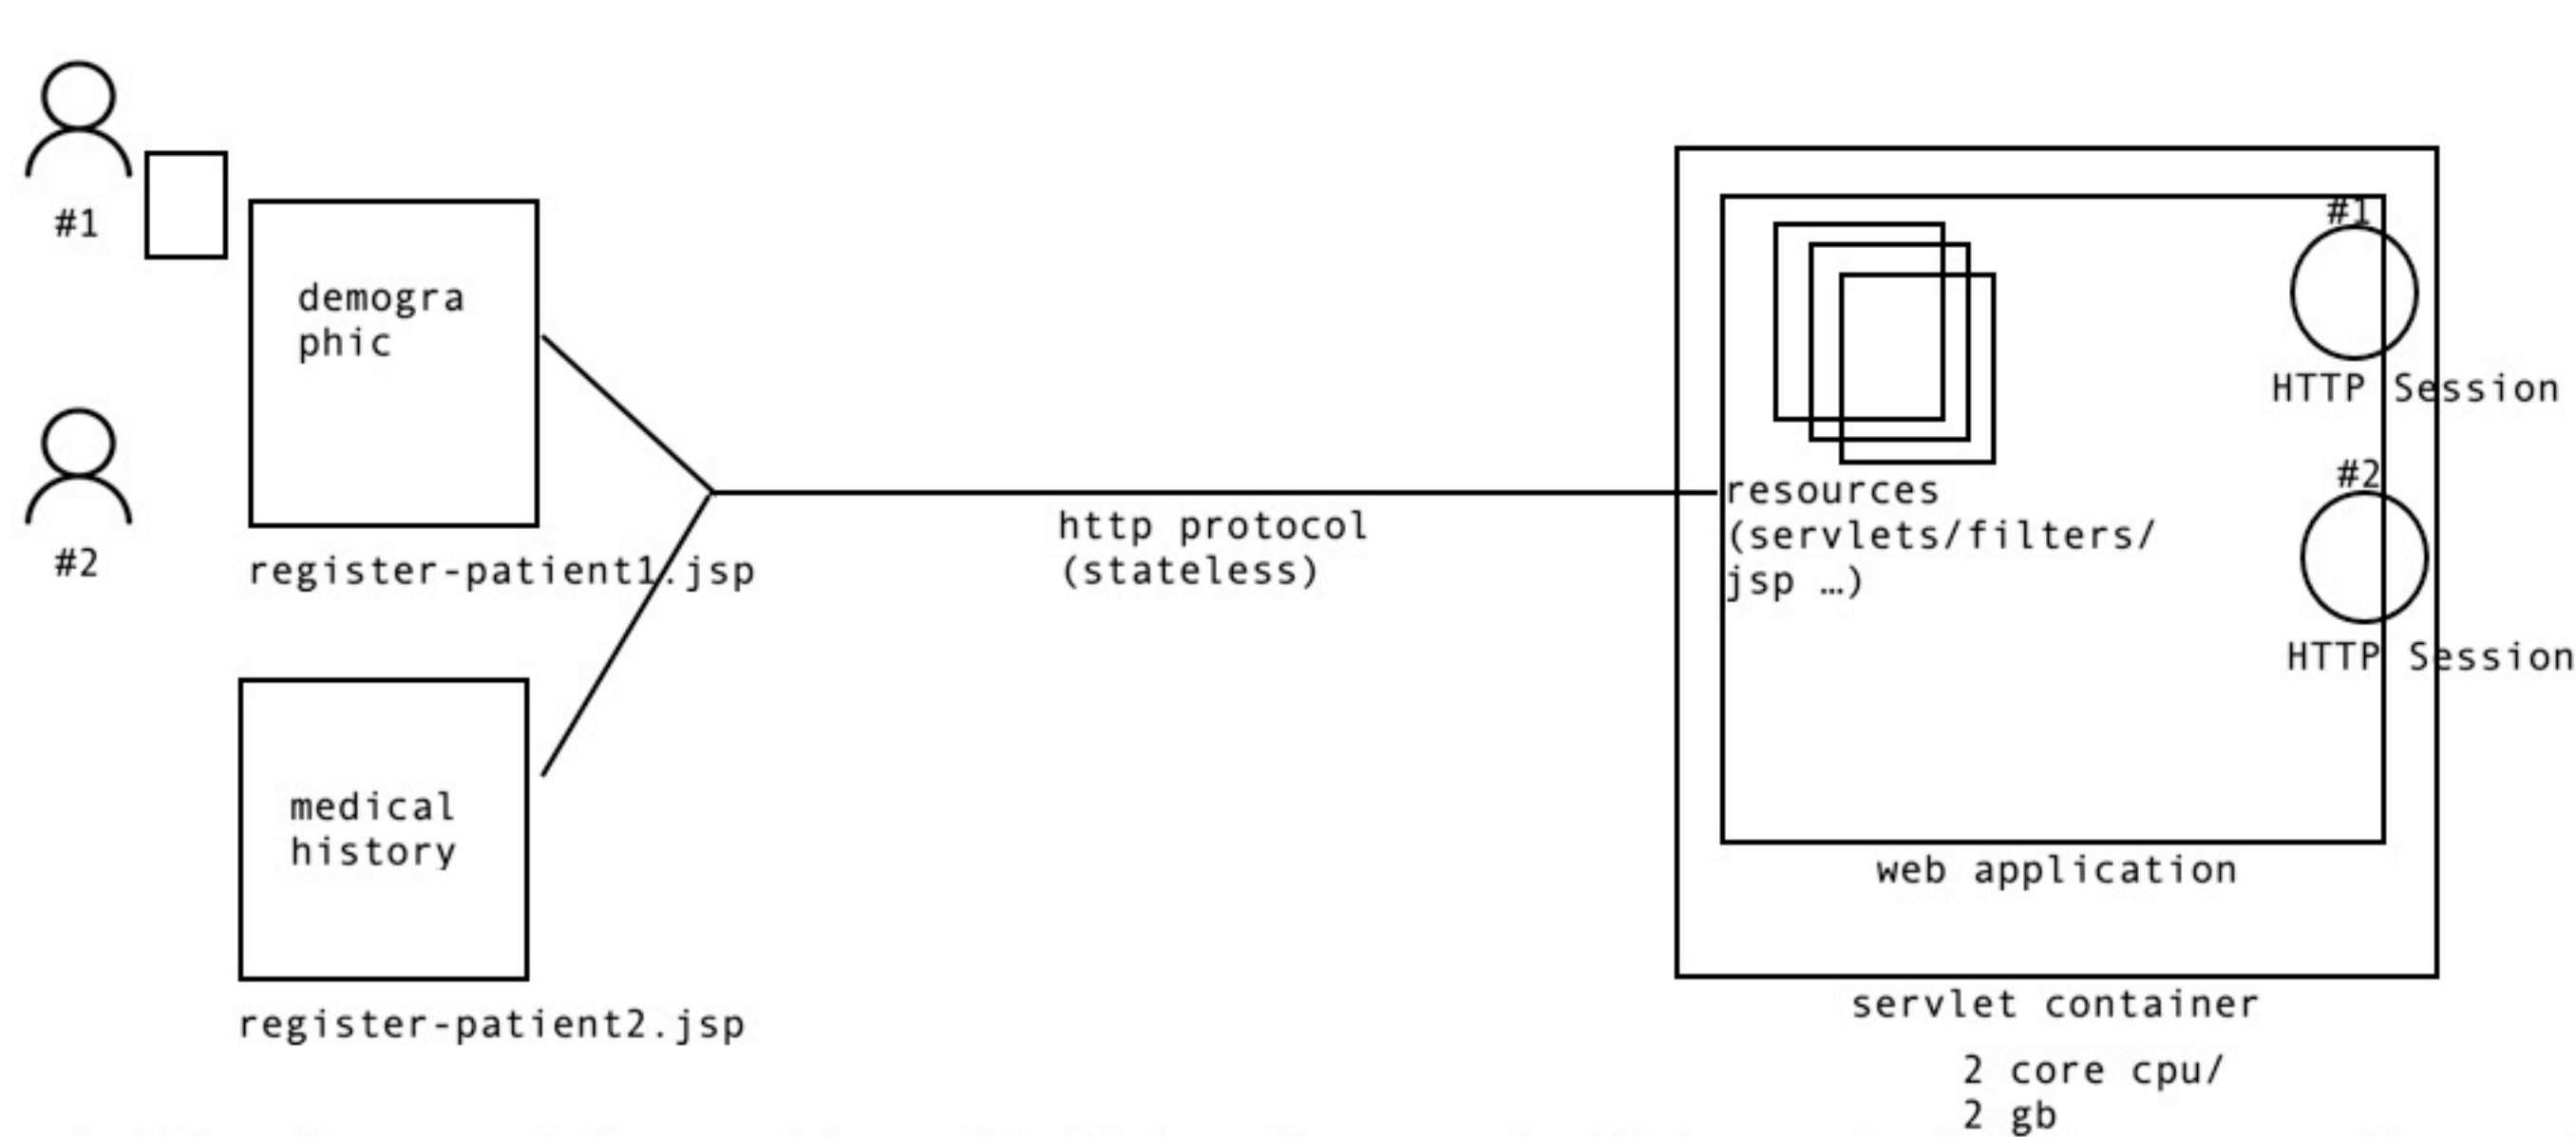 #1
demogra
phic
#2
register-patient1.jsp
medical
history
register-patient2.jsp
http protocol
(stateless)
resources
(servlets/filters/
jsp …)
#1
HTTP Session
#2
HTTP Session
web application
servlet container
2 core cpu/
2 gb